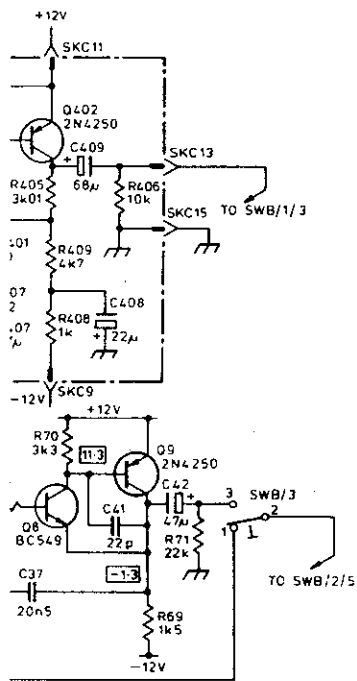 +12V
SKC11
Q402
2N4250
C409
+
68μ
SKC13
R405
3k01
R406
10k
TO SWB/1/3
SKC15
R409
4k7
C408
R408
1k
+
22μ
SKC9
-12V
+12V
R70
3k3
11·3
Q9
2N4250
C42
+
47μ
3
SWB/3
2
1
Q8
BC549
C41
22p
R71
22k
-1·3
TO SWB/2/5
C37
20n5
R69
1k5
-12V